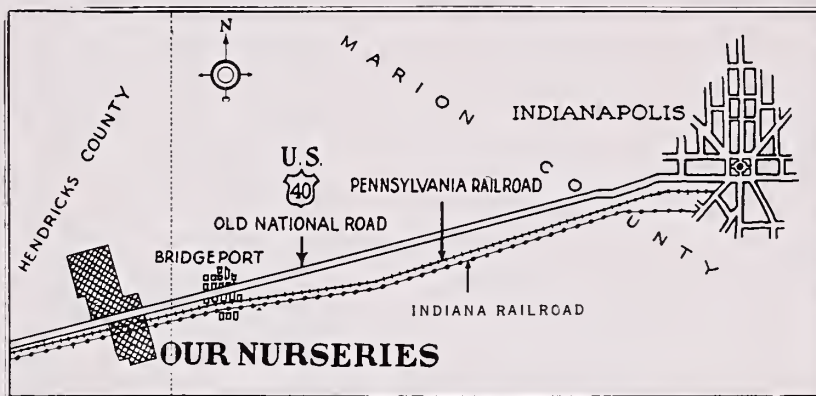 N
MARION
COUNTY
HENDRICKS COUNTY
INDIANAPOLIS
U.S.
40
OLD NATIONAL ROAD
PENNSYLVANIA RAILROAD
BRIDGEPORT
INDIANA RAILROAD
OUR NURSERIES